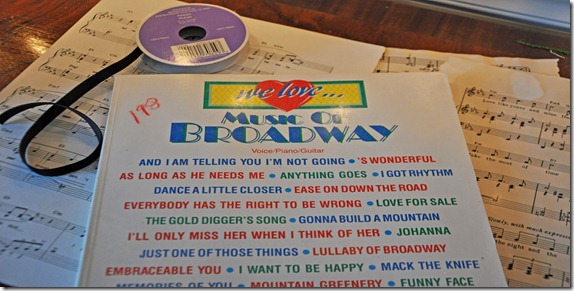 we love...
MUSIC OF
BROADWAY
Voice/Piano/Guitar
AND I AM TELLING YOU I'M NOT GOING • 'S WONDERFUL
AS LONG AS HE NEEDS ME • ANYTHING GOES • I GOT RHYTHM
DANCE A LITTLE CLOSER • EASE ON DOWN THE ROAD
EVERYBODY HAS THE RIGHT TO BE WRONG • LOVE FOR SALE
THE GOLD DIGGER'S SONG • GONNA BUILD A MOUNTAIN
I'LL ONLY MISS HER WHEN I THINK OF HER • JOHANNA
JUST ONE OF THOSE THINGS • LULLABY OF BROADWAY
EMBRACEABLE YOU • I WANT TO BE HAPPY • MACK THE KNIFE
MEMORIES OF YOU • MOUNTAIN GREENERY • FUNNY FACE